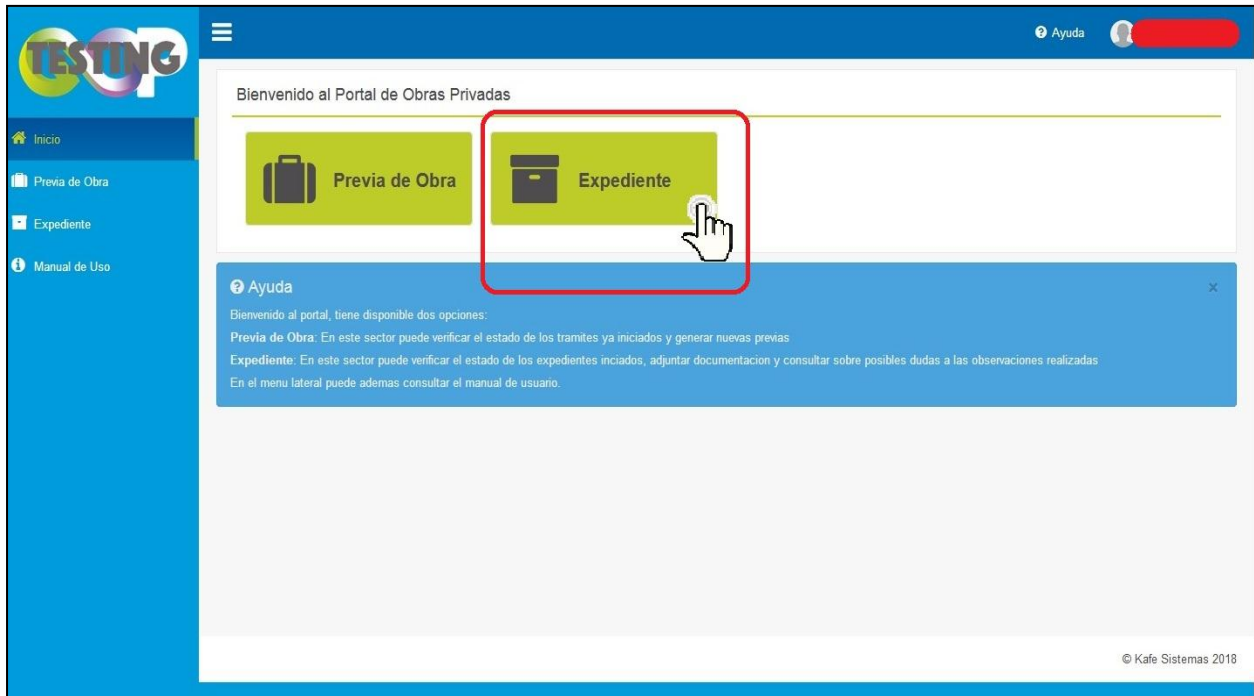 TESTING
OP
Ayuda
Bienvenido al Portal de Obras Privadas
Inicio
Previa de Obra
Expediente
Manual de Uso
Previa de Obra
Expediente
Ayuda
x
Bienvenido al portal, tiene disponible dos opciones:
Previa de Obra: En este sector puede verificar el estado de los tramites ya iniciados y generar nuevas previas
Expediente: En este sector puede verificar el estado de los expedientes inciados, adjuntar documentacion y consultar sobre posibles dudas a las observaciones realizadas
En el menu lateral puede ademas consultar el manual de usuario.
© Kafe Sistemas 2018